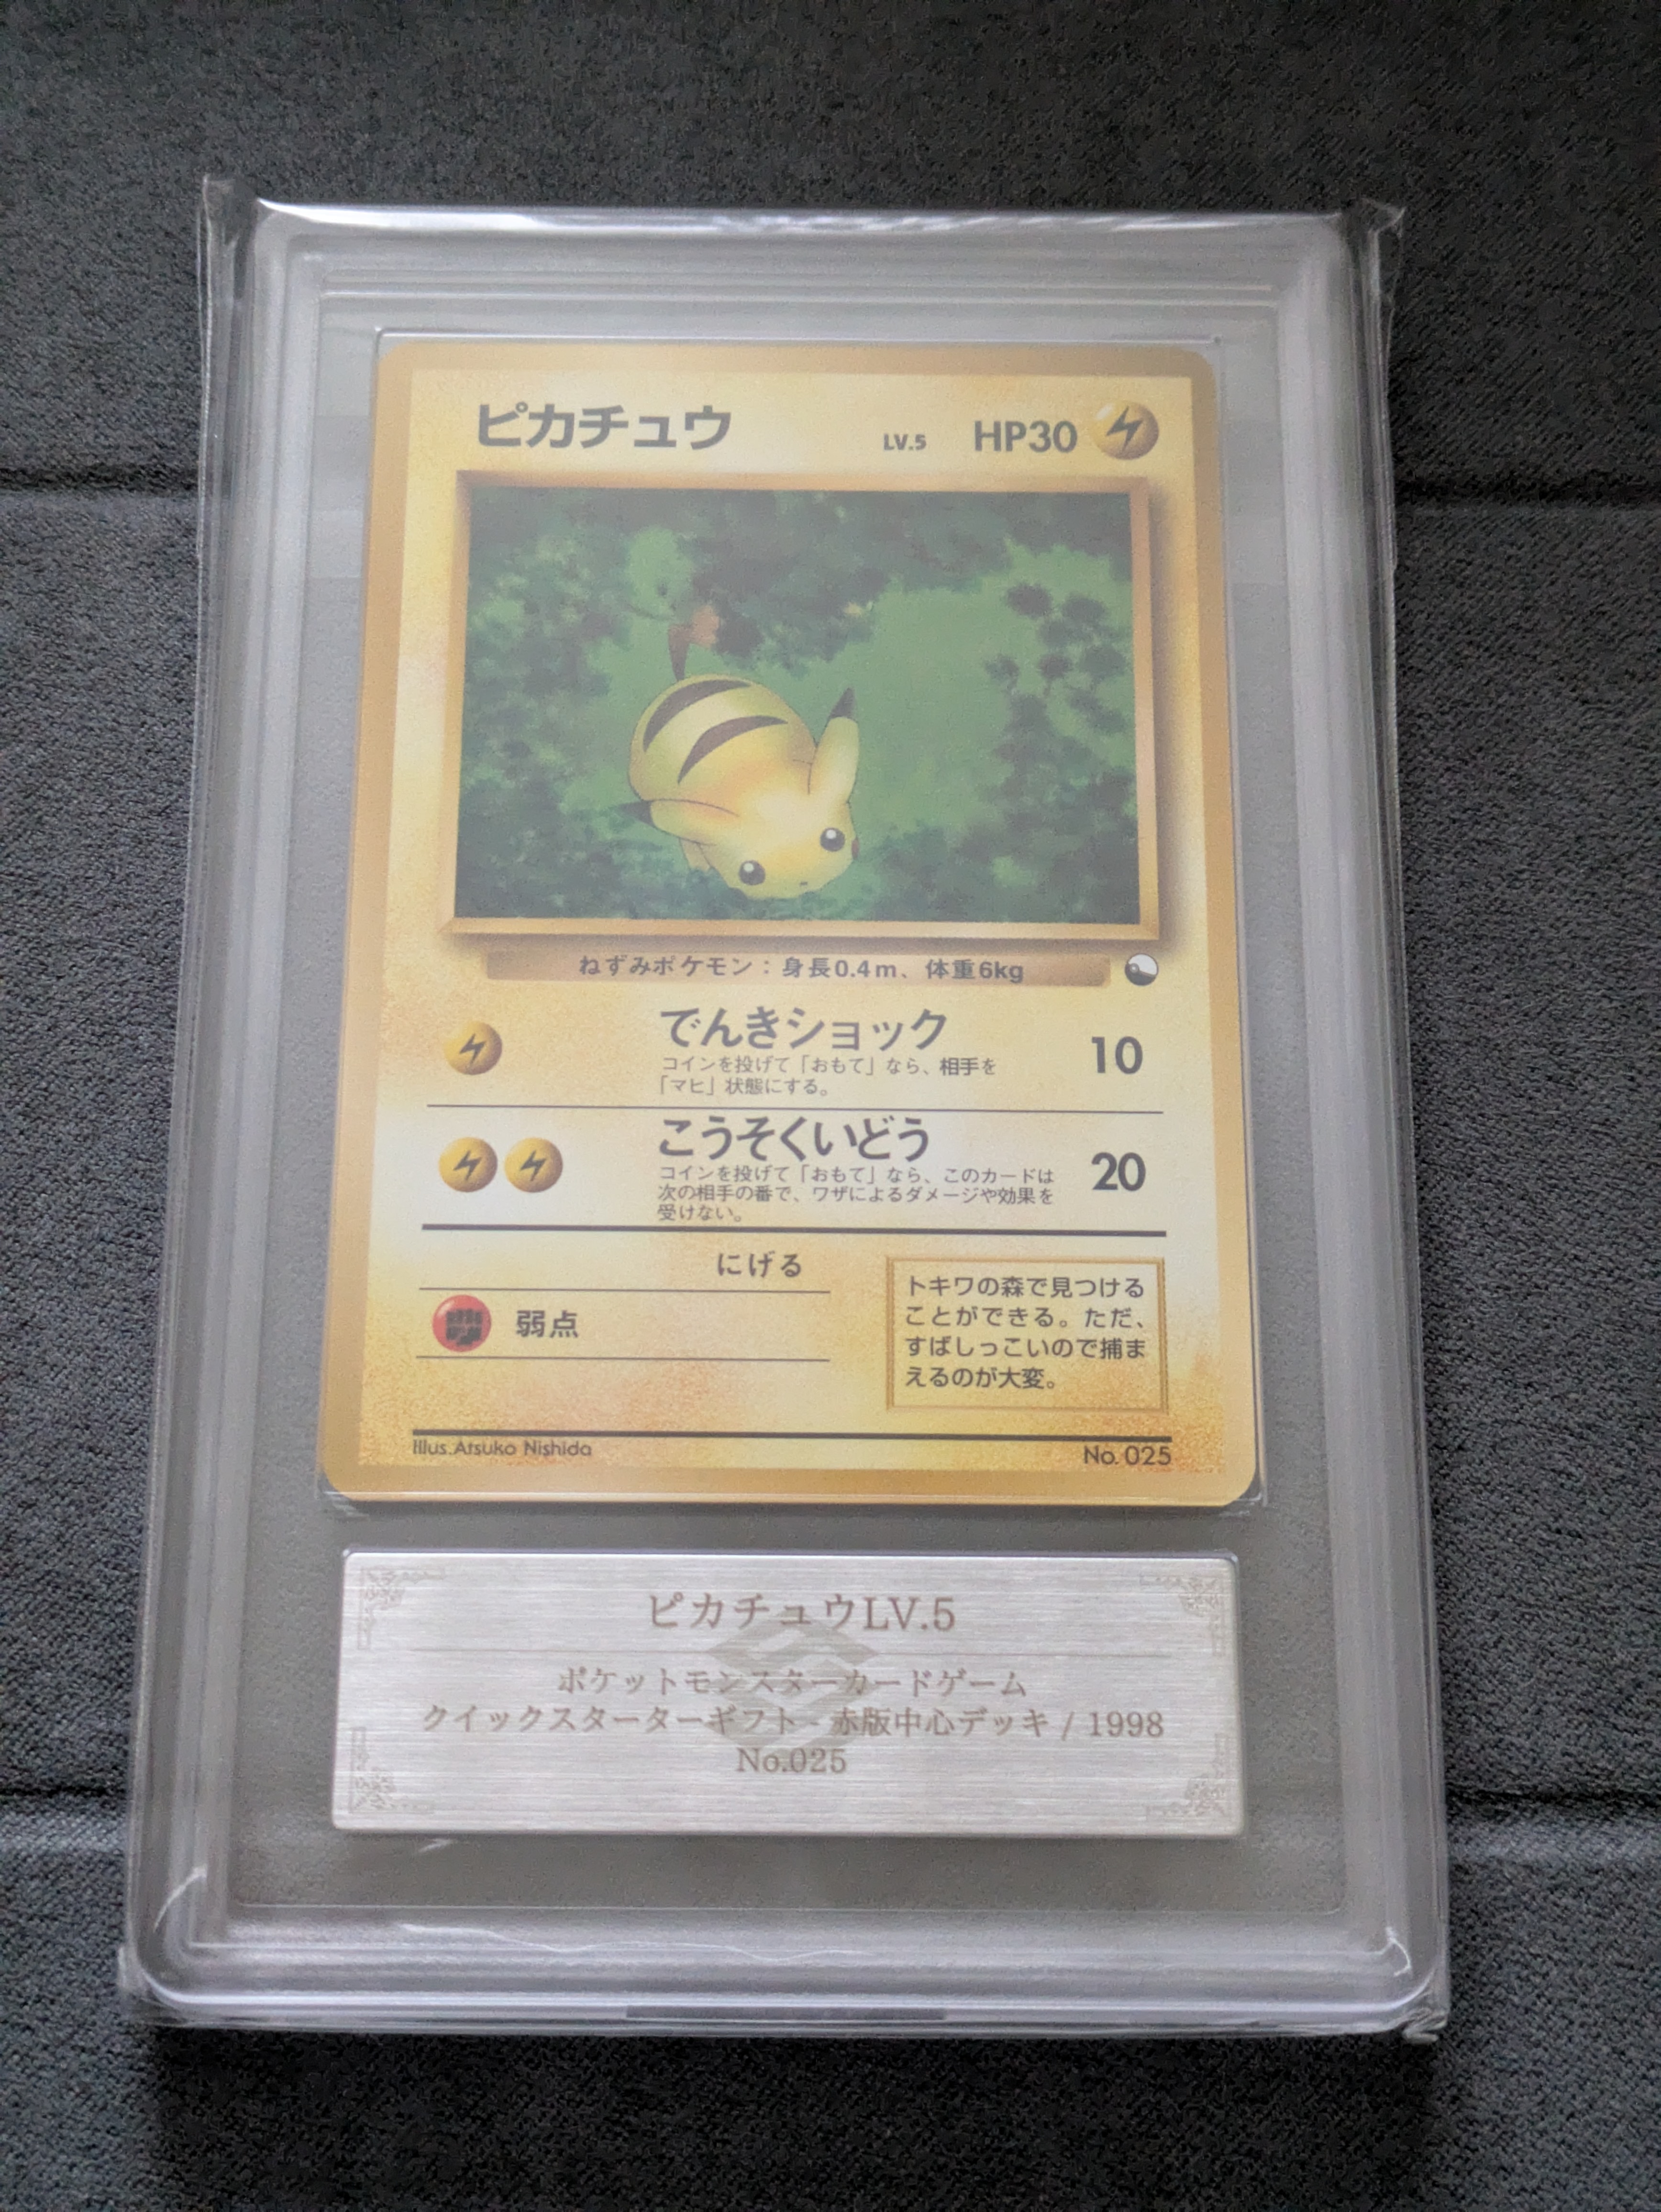 ピカチュウ LV.5 HP30
ねずみポケモン：身長0.4m、体重6kg
でんきショック 10
コインを投げて「おもて」なら、相手を
「マヒ」状態にする。
こうそくいどう 20
コインを投げて「おもて」なら、このカードは
次の相手の番で、ワザによるダメージや効果を
受けない。
にげる
弱点
トキワの森で見つける
ことができる。ただ、
すばしっこいので捕ま
えるのが大変。
Illus.Atsuko Nishida No.025
ピカチュウLV.5
ポケットモンスターカードゲーム
クイックスターターギフト - 赤版中心デッキ / 1998
No.025